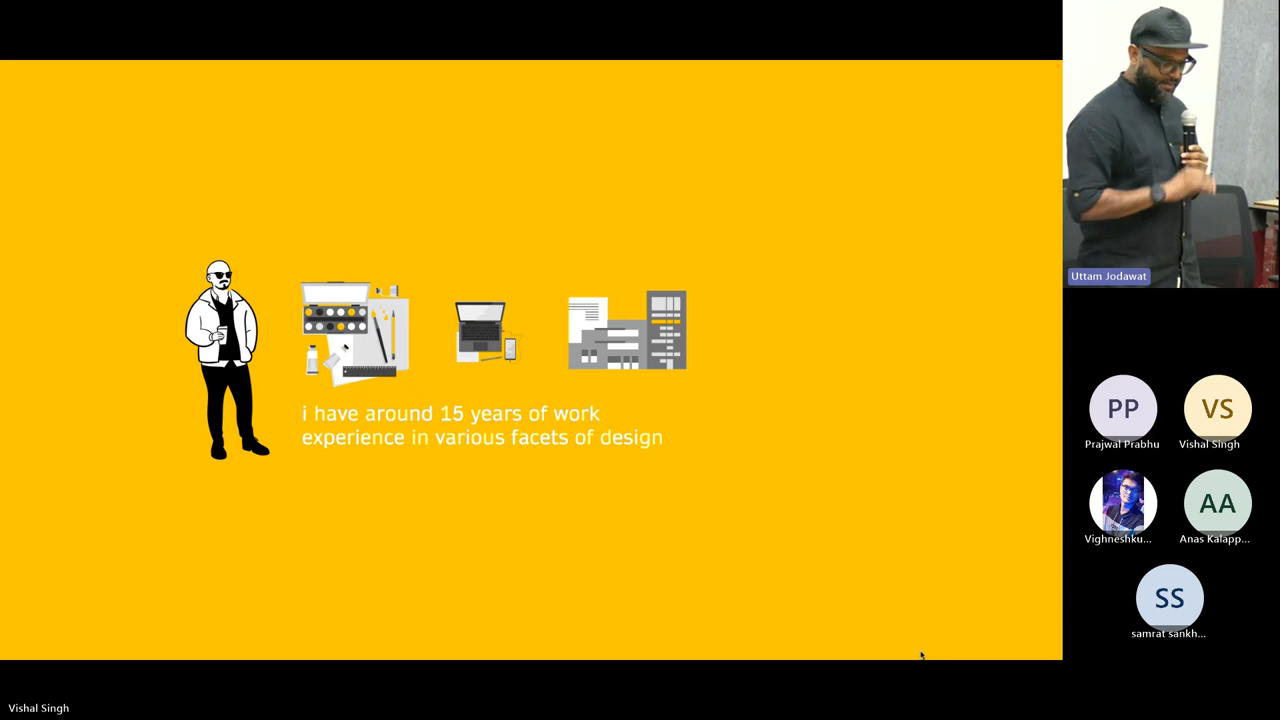 i have around 15 years of work
experience in various facets of design
Uttam Jodawat
PP
VS
Prajwal Prabhu
Vishal Singh
AA
Vighneshku...
Anas Kalapp...
SS
samrat sankh...
Vishal Singh